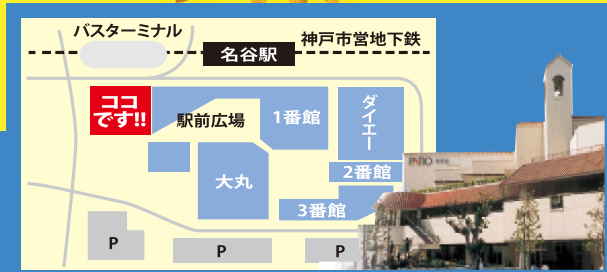 バスターミナル
名谷駅
神戸市営地下鉄
ココ
です!!
駅前広場
1番館
ダイエー
2番館
大丸
3番館
P
P
P
PATIO